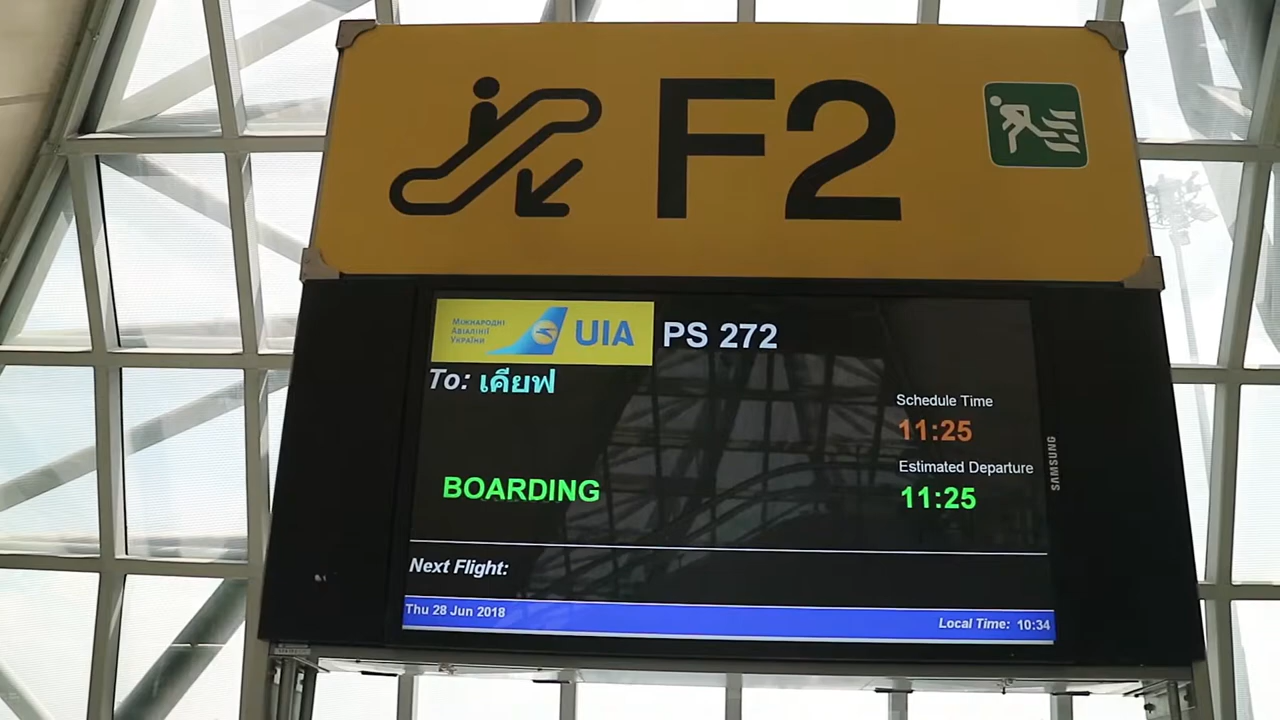 F2
МІЖНАРОДНІ
АВІАЛІНІЇ
УКРАЇНИ
UIA
PS 272
To: เคียฟ
Schedule Time
11:25
Estimated Departure
BOARDING
11:25
SAMSUNG
Next Flight:
Thu 28 Jun 2018
Local Time: 10:34